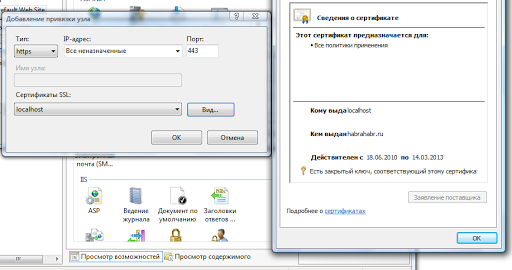 efault Web Site
Добавление привязки узла
Тип:
IP-адрес:
Порт:
https
Все неназначенные
443
Имя узла:
Сертификаты SSL:
localhost
Вид...
OK
Отмена
почта (SM...
IIS
ASP
Ведение журнала
Документ по умолчанию
Заголовки ответов ...
Просмотр возможностей
Просмотр содержимого
Сведения о сертификате
Этот сертификат предназначается для:
• Все политики применения
Кому выдан localhost
Кем выдан habrahabr.ru
Действителен с 18.06.2010 по 14.03.2013
Есть закрытый ключ, соответствующий этому сертифика
Заявление поставщика
Подробнее о сертификатах
OK